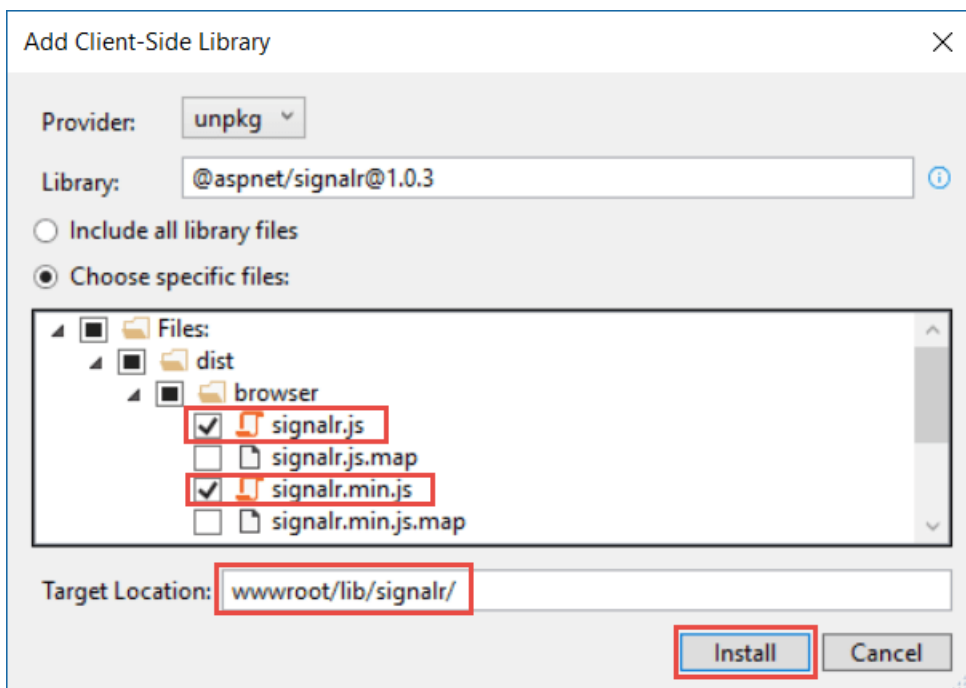 Add Client-Side Library
Provider: unpkg
Library: @aspnet/signalr@1.0.3
Include all library files
Choose specific files:
Files:
dist
browser
signalr.js
signalr.js.map
signalr.min.js
signalr.min.js.map
Target Location: wwwroot/lib/signalr/
Install Cancel